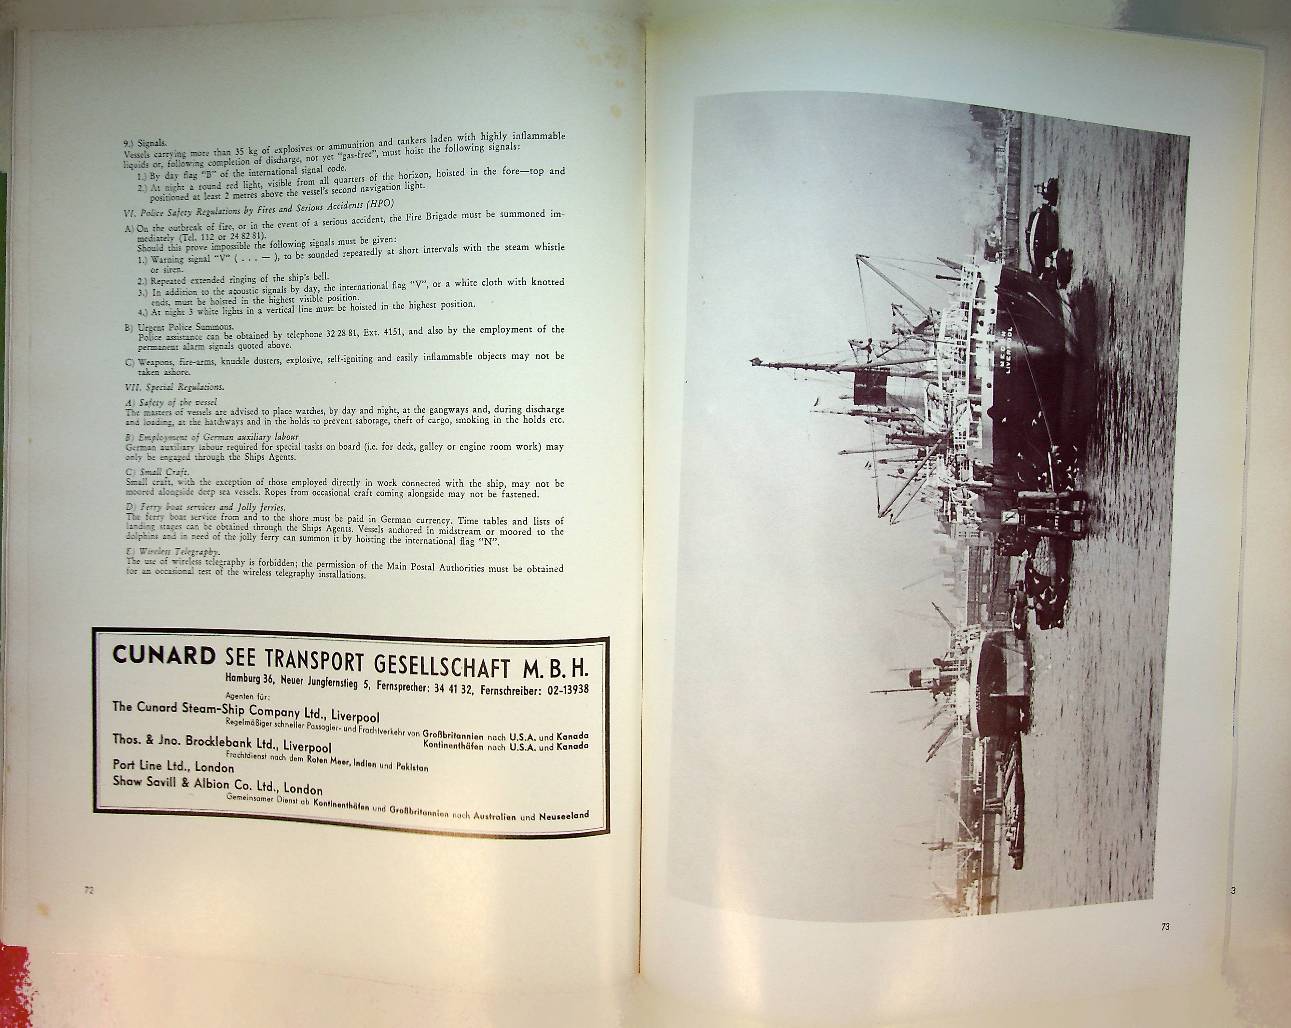 9.) Signals.
Vessels carrying more than 35 kg of explosives or ammunition and tankers laden with highly inflammable
liquids or, following completion of discharge, not yet "gas-free", must hoist the following signals:
1.) By day flag "B" of the international signal code.
2.) At night a round red light, visible from all quarters of the horizon, hoisted in the fore—top and
positioned at least 2 metres above the vessel's second navigation light.
VI. Police Safety Regulations by Fires and Serious Accidents (HPO)
A) On the outbreak of fire, or in the event of a serious accident, the Fire Brigade must be summoned im-
mediately (Tel. 112 or 24 82 81).
Should this prove impossible the following signals must be given:
1.) Warning signal "V" ( . . . — ), to be sounded repeatedly at short intervals with the steam whistle
or siren.
2.) Repeated extended ringing of the ship's bell.
3.) In addition to the acoustic signals by day, the international flag "V", or a white cloth with knotted
ends, must be hoisted in the highest visible position.
4.) At night 3 white lights in a vertical line must be hoisted in the highest position.
B) Urgent Police Summons.
Police assistance can be obtained by telephone 32 28 81, Ext. 4151, and also by the employment of the
permanent alarm signals quoted above.
C) Weapons, fire-arms, knuckle dusters, explosive, self-igniting and easily inflammable objects may not be
taken ashore.
VII. Special Regulations.
A) Safety of the vessel
The masters of vessels are advised to place watches, by day and night, at the gangways and, during discharge
and loading, at the hatchways and in the holds to prevent saborage, theft of cargo, smoking in the holds etc.
B) Employment of German auxiliary labour
German auxiliary labour required for special tasks on board (i.e. for deck, galley or engine room work) may
only be engaged through the Ships Agents.
C) Small Craft.
Small craft, with the exception of those employed directly in work connected with the ship, may not be
moored alongside deep sea vessels. Ropes from occasional craft coming alongside may not be fastened.
D) Ferry boat services and Jolly ferries.
The ferry boat service from and to the shore must be paid in German currency. Time tables and lists of
landing stages can be obtained through the Ships Agents. Vessels anchored in midstream or moored to the
dolphins and in need of the jolly ferry can summon it by hoisting the international flag "N".
E) Wireless Telegraphy.
The use of wireless telegraphy is forbidden; the permission of the Main Postal Authorities must be obtained
for an occasional test of the wireless telegraphy installations.
CUNARD SEE TRANSPORT GESELLSCHAFT M. B. H.
Hamburg 36, Neuer Jungfernstieg 5, Fernsprecher: 34 41 32, Fernschreiber: 02-13938
Agenten für:
The Cunard Steam-Ship Company Ltd., Liverpool
Regelmäßiger schneller Passagier- und Frachtverkehr von Großbritannien nach U.S.A. und Kanada
Kontinenthäfen nach U.S.A. und Kanada
Thos. & Jno. Brocklebank Ltd., Liverpool
Frachtdienst nach dem Roten Meer, Indien und Pakistan
Port Line Ltd., London
Shaw Savill & Albion Co. Ltd., London
Gemeinsamer Dienst ab Kontinenthäfen und Großbritannien nach Australien und Neuseeland
72
LIVERPOOL
73
3